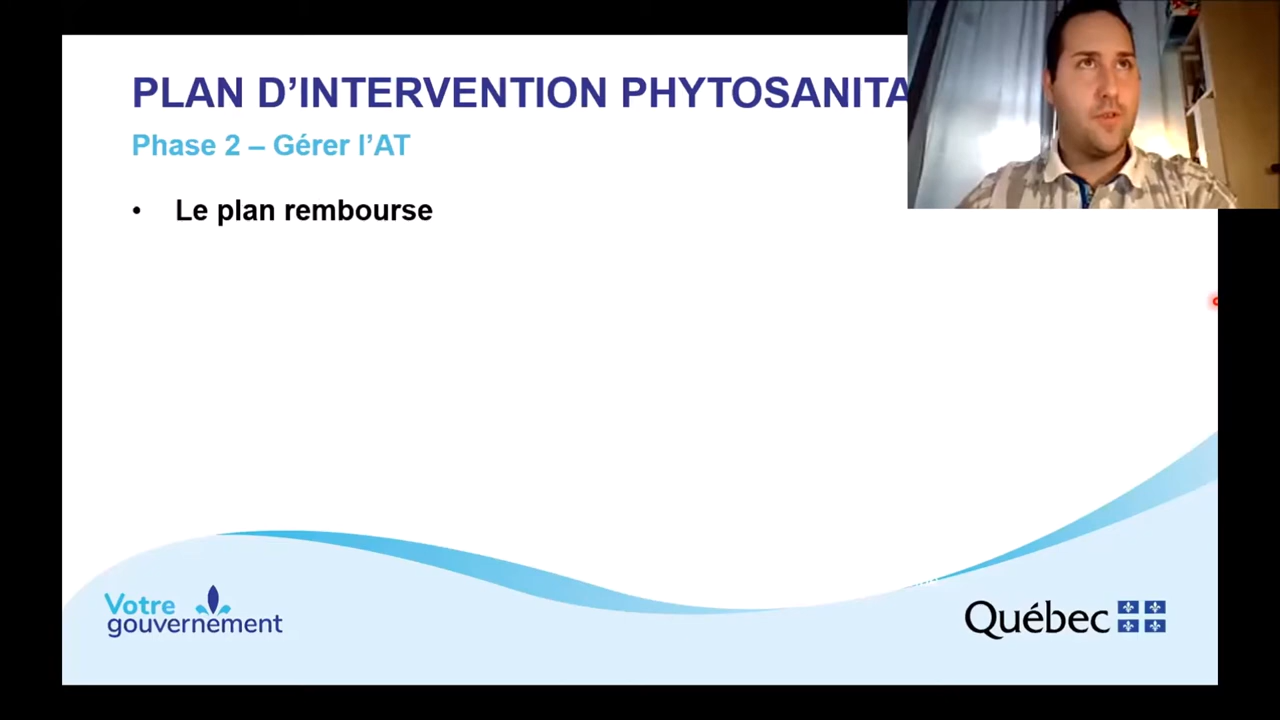 PLAN D’INTERVENTION PHYTOSANITA
Phase 2 – Gérer l’AT
• Le plan rembourse
Votre
gouvernement
Québec